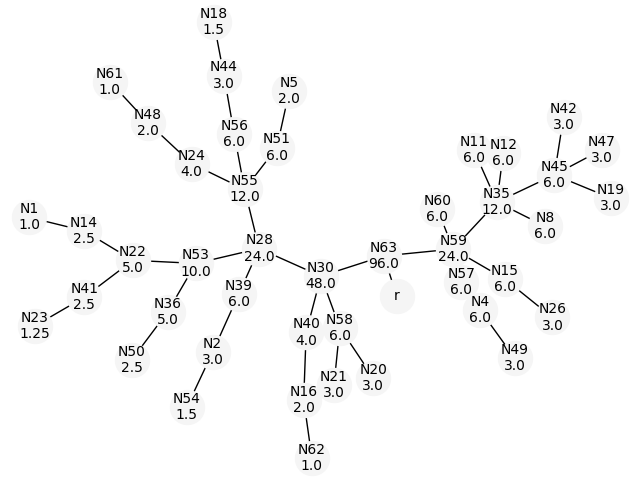 N18
1.5
N61
1.0
N44
3.0
N5
2.0
N48
2.0
N56
6.0
N51
6.0
N42
3.0
N11
6.0
N12
6.0
N47
3.0
N24
4.0
N45
6.0
N55
12.0
N35
12.0
N19
3.0
N60
6.0
N8
6.0
N1
1.0
N14
2.5
N28
24.0
N63
96.0
N59
24.0
N22
5.0
N53
10.0
N30
48.0
N57
6.0
N15
6.0
r
N41
2.5
N39
6.0
N36
5.0
N4
6.0
N26
3.0
N23
1.25
N40
4.0
N58
6.0
N50
2.5
N2
3.0
N49
3.0
N21
3.0
N20
3.0
N54
1.5
N16
2.0
N62
1.0